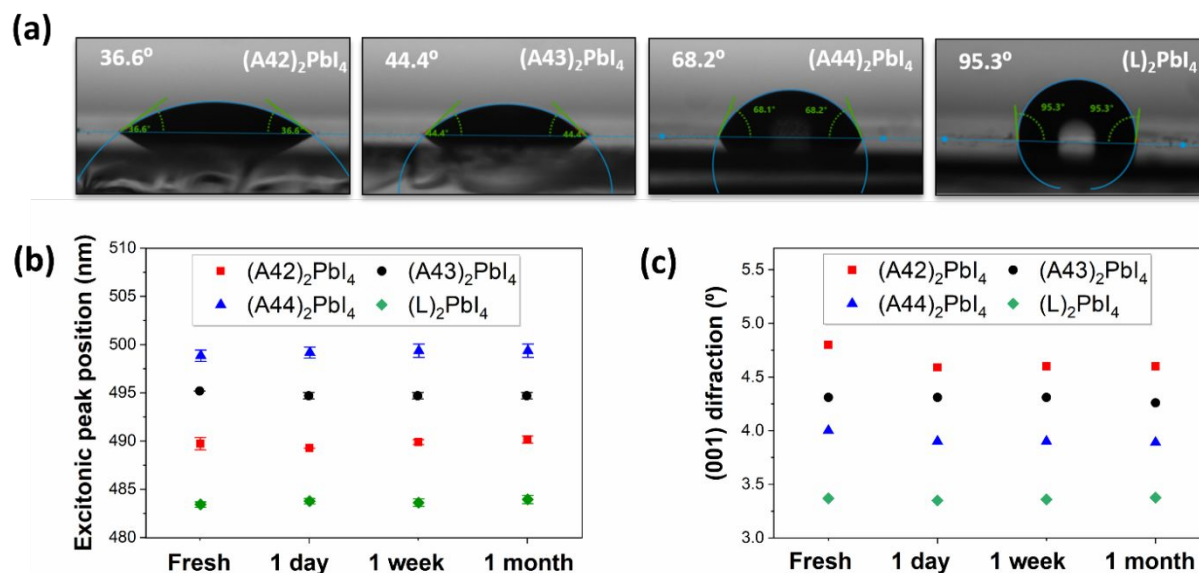 (a)
36.6º (A42)₂PbI₄
36.6° 36.6°
44.4º (A43)₂PbI₄
44.4° 44.4°
68.2º (A44)₂PbI₄
68.1° 68.2°
95.3º (L)₂PbI₄
95.3° 95.3°
(b)
Excitonic peak position (nm)
510
505
500
495
490
485
480
(A42)₂PbI₄ (A43)₂PbI₄
(A44)₂PbI₄ (L)₂PbI₄
Fresh 1 day 1 week 1 month
(c)
(001) difraction (º)
5.5
5.0
4.5
4.0
3.5
3.0
(A42)₂PbI₄ (A43)₂PbI₄
(A44)₂PbI₄ (L)₂PbI₄
Fresh 1 day 1 week 1 month